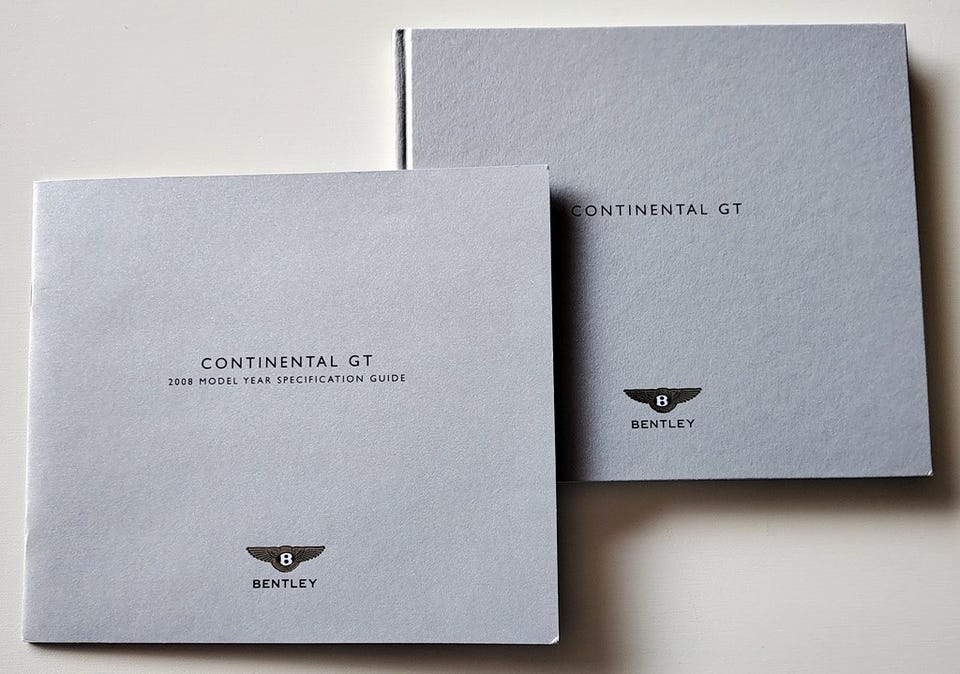 CONTINENTAL GT
B
BENTLEY
CONTINENTAL GT
2008 MODEL YEAR SPECIFICATION GUIDE
B
BENTLEY